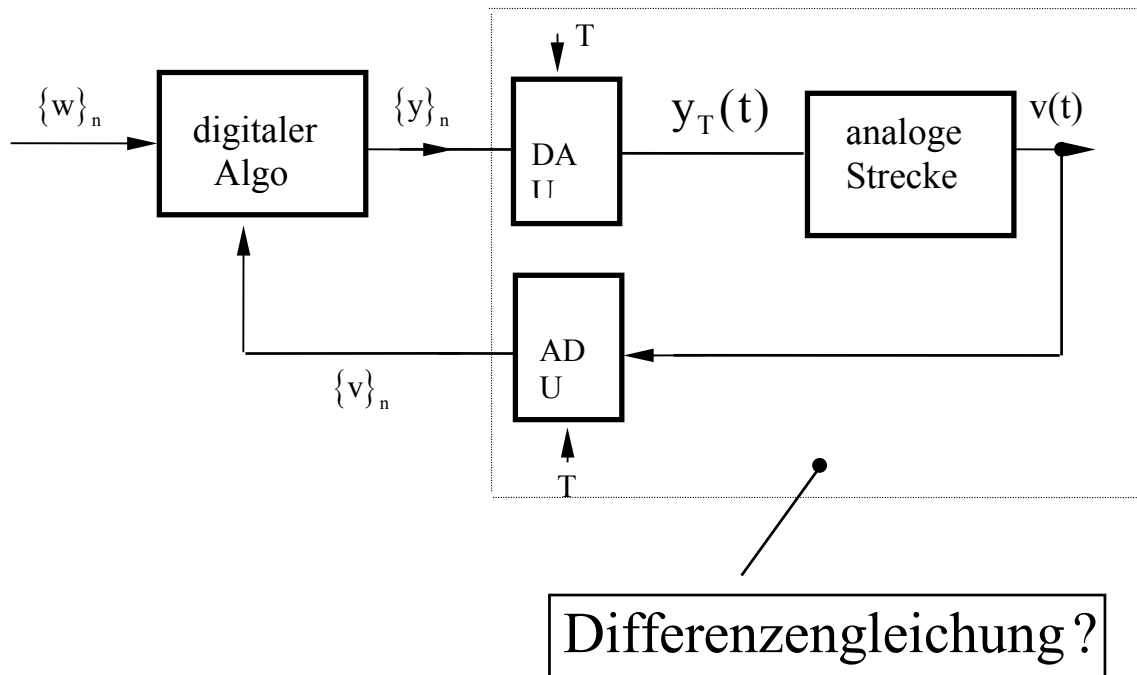 T
{w}n
digitaler
Algo
{y}n
DA
U
yT(t)
analoge
Strecke
v(t)
{v}n
AD
U
T
Differenzengleichung?